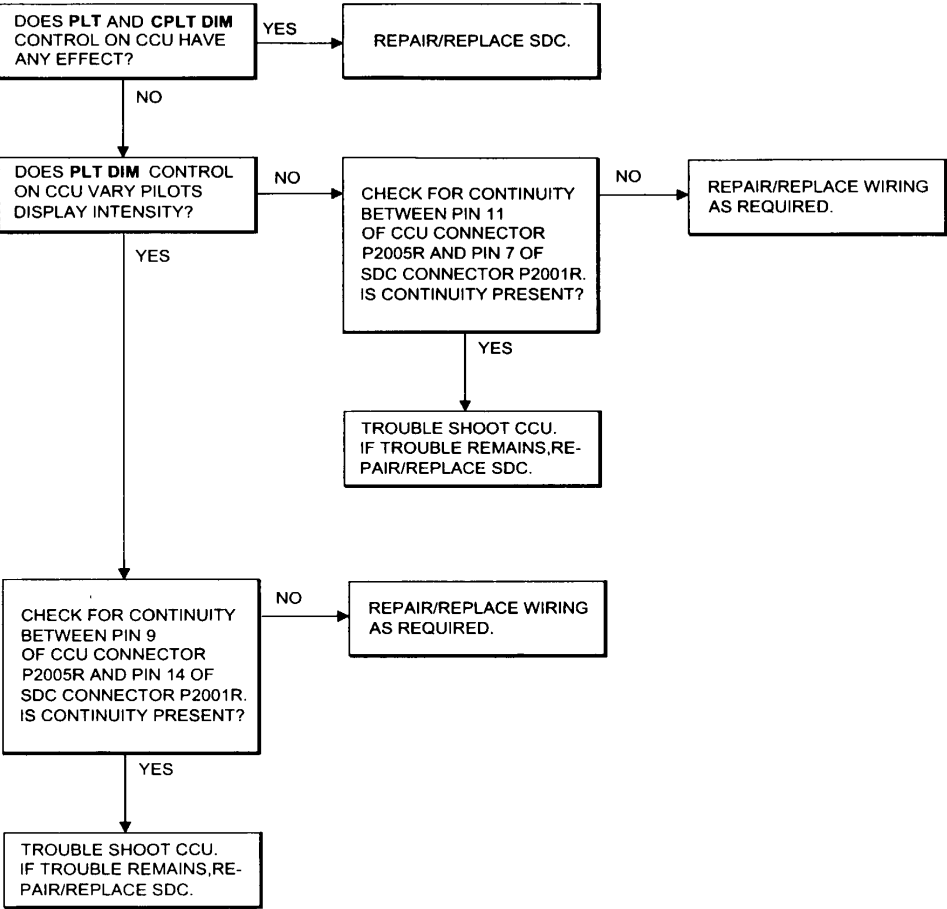 DOES PLT AND CPLT DIM
CONTROL ON CCU HAVE
ANY EFFECT?
YES
REPAIR/REPLACE SDC.
NO
DOES PLT DIM CONTROL
ON CCU VARY PILOTS
DISPLAY INTENSITY?
NO
CHECK FOR CONTINUITY
BETWEEN PIN 11
OF CCU CONNECTOR
P2005R AND PIN 7 OF
SDC CONNECTOR P2001R.
IS CONTINUITY PRESENT?
NO
REPAIR/REPLACE WIRING
AS REQUIRED.
YES
YES
TROUBLE SHOOT CCU.
IF TROUBLE REMAINS,RE-
PAIR/REPLACE SDC.
CHECK FOR CONTINUITY
BETWEEN PIN 9
OF CCU CONNECTOR
P2005R AND PIN 14 OF
SDC CONNECTOR P2001R.
IS CONTINUITY PRESENT?
NO
REPAIR/REPLACE WIRING
AS REQUIRED.
YES
TROUBLE SHOOT CCU.
IF TROUBLE REMAINS,RE-
PAIR/REPLACE SDC.